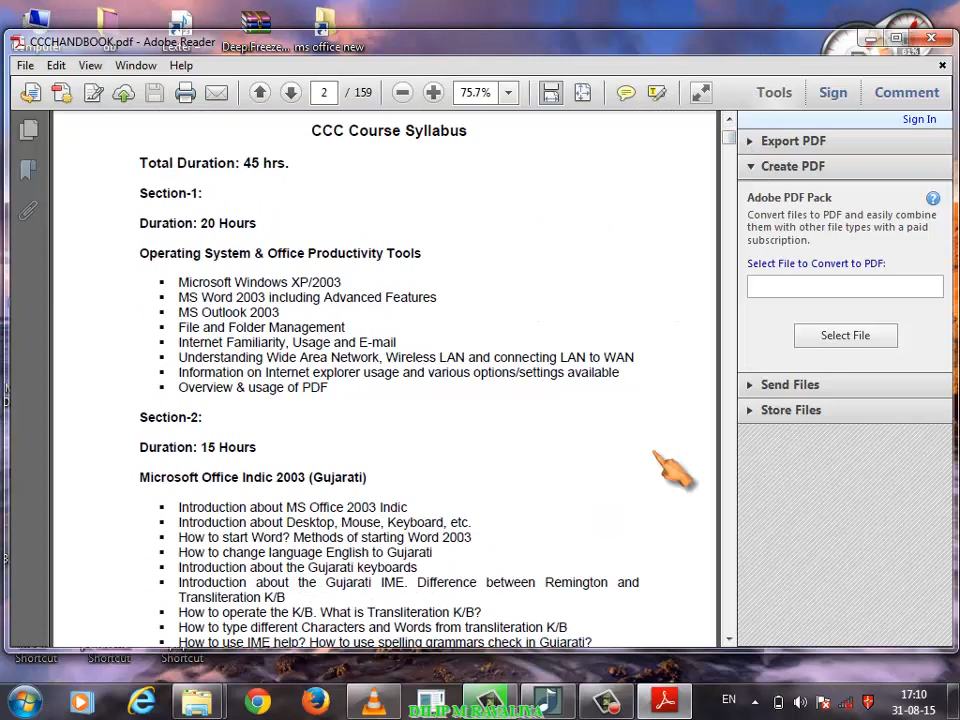 Deep Freeze... ms office new
CCCHANDBOOK.pdf - Adobe Reader
File Edit View Window Help
2 / 159 75.7% Tools Sign Comment
Sign In
CCC Course Syllabus
Total Duration: 45 hrs.
Section-1:
Duration: 20 Hours
Operating System & Office Productivity Tools
▪ Microsoft Windows XP/2003
▪ MS Word 2003 including Advanced Features
▪ MS Outlook 2003
▪ File and Folder Management
▪ Internet Familiarity, Usage and E-mail
▪ Understanding Wide Area Network, Wireless LAN and connecting LAN to WAN
▪ Information on Internet explorer usage and various options/settings available
▪ Overview & usage of PDF
Section-2:
Duration: 15 Hours
Microsoft Office Indic 2003 (Gujarati)
▪ Introduction about MS Office 2003 Indic
▪ Introduction about Desktop, Mouse, Keyboard, etc.
▪ How to start Word? Methods of starting Word 2003
▪ How to change language English to Gujarati
▪ Introduction about the Gujarati keyboards
▪ Introduction about the Gujarati IME. Difference between Remington and
Transliteration K/B
▪ How to operate the K/B. What is Transliteration K/B?
▪ How to type different Characters and Words from transliteration K/B
▪ How to use IME help? How to use spelling grammars check in Gujarati?
Export PDF
Create PDF
Adobe PDF Pack
Convert files to PDF and easily combine
them with other file types with a paid
subscription.
Select File to Convert to PDF:
Select File
Send Files
Store Files
Shortcut Shortcut Shortcut
EN 17:10
31-08-15